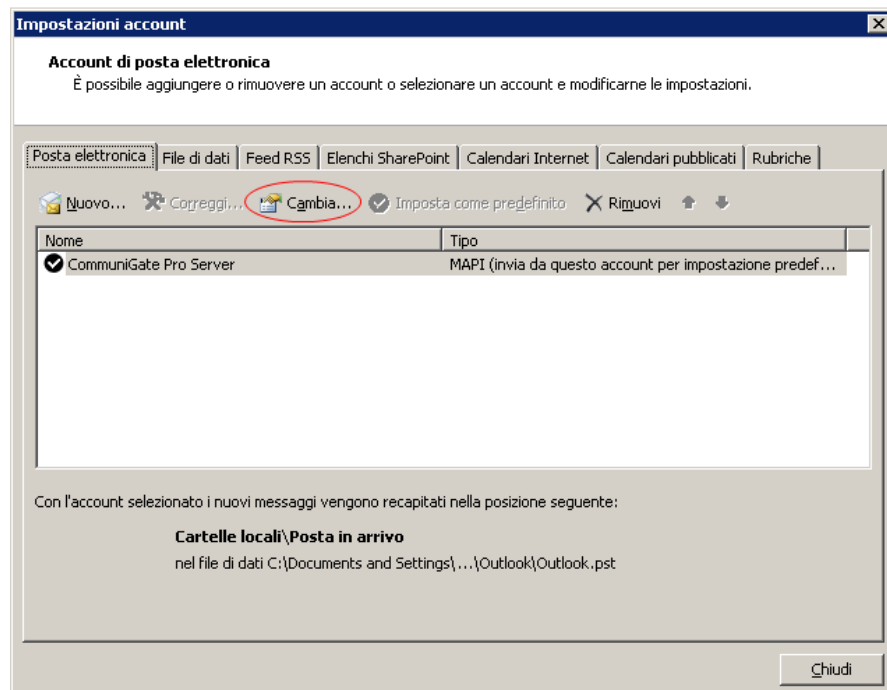 Impostazioni account
Account di posta elettronica
È possibile aggiungere o rimuovere un account o selezionare un account e modificarne le impostazioni.
Posta elettronica File di dati Feed RSS Elenchi SharePoint Calendari Internet Calendari pubblicati Rubriche
Nuovo... Correggi... Cambia... Imposta come predefinito Rimuovi
Nome Tipo
CommuniGate Pro Server MAPI (invia da questo account per impostazione predef...
Con l'account selezionato i nuovi messaggi vengono recapitati nella posizione seguente:
Cartelle locali\Posta in arrivo
nel file di dati C:\Documents and Settings\...\Outlook\Outlook.pst
Chiudi